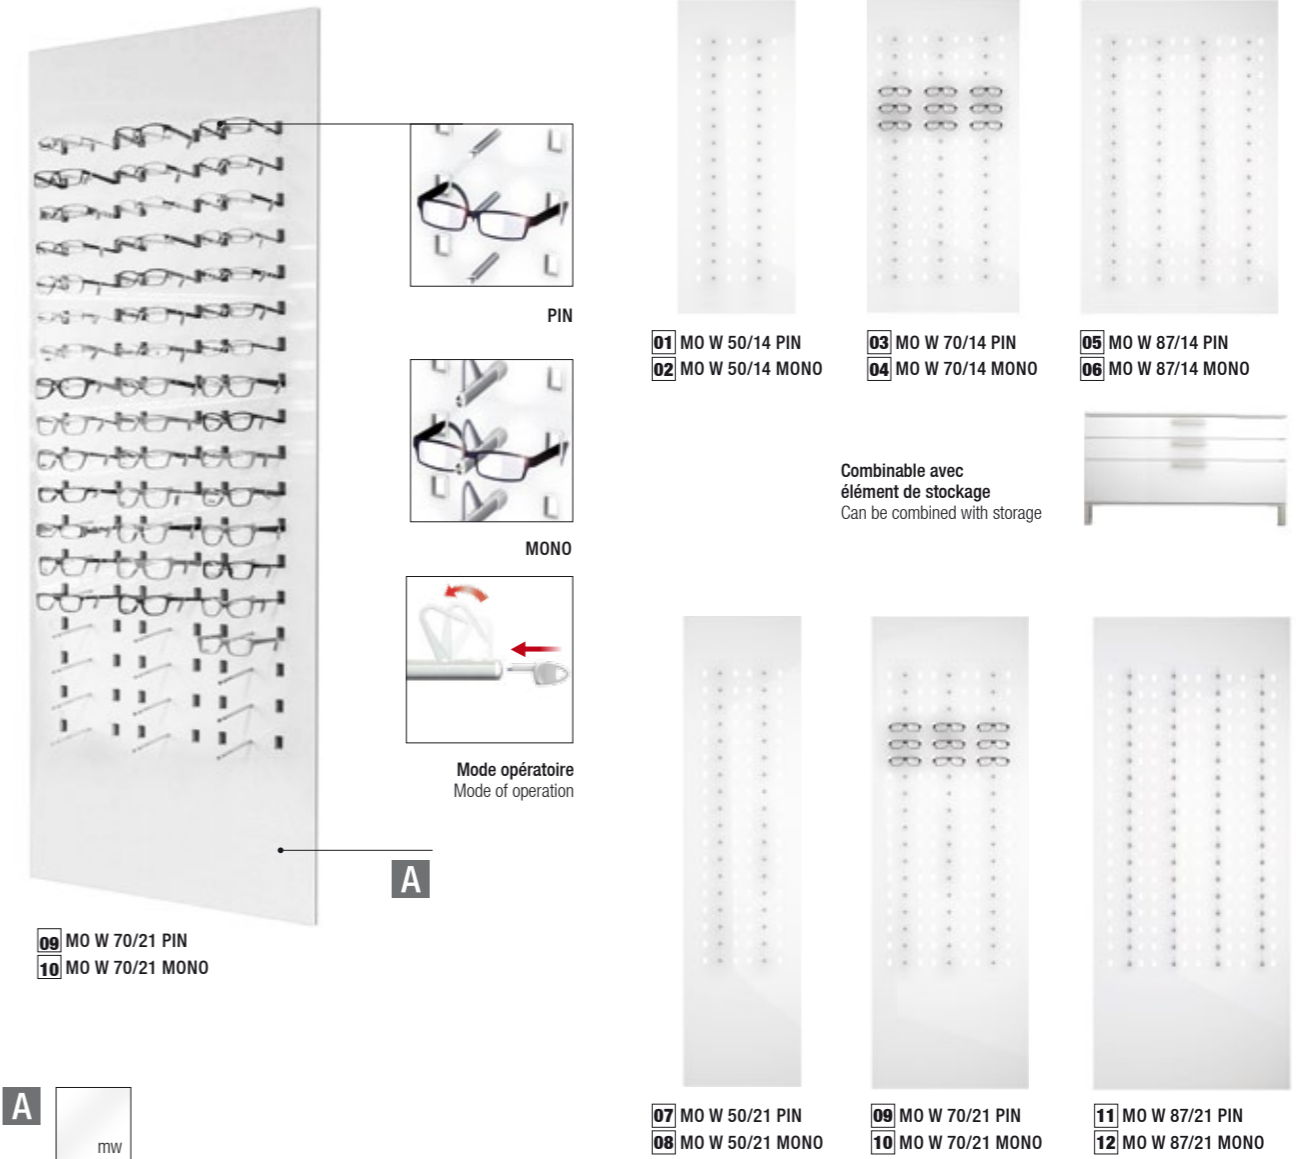 PIN
MONO
Mode opératoire
Mode of operation
A
09 MO W 70/21 PIN
10 MO W 70/21 MONO
A
mw
01 MO W 50/14 PIN
02 MO W 50/14 MONO
03 MO W 70/14 PIN
04 MO W 70/14 MONO
05 MO W 87/14 PIN
06 MO W 87/14 MONO
Combinable avec
élément de stockage
Can be combined with storage
07 MO W 50/21 PIN
08 MO W 50/21 MONO
09 MO W 70/21 PIN
10 MO W 70/21 MONO
11 MO W 87/21 PIN
12 MO W 87/21 MONO